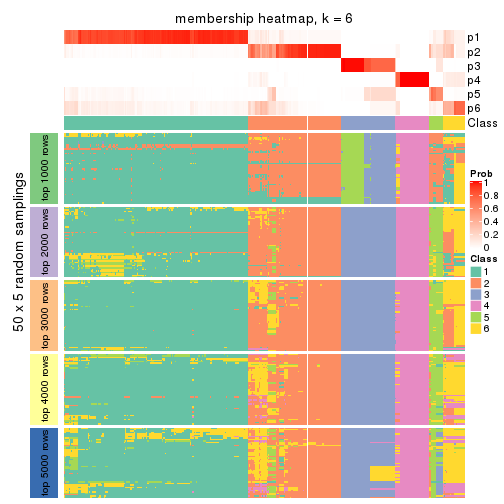 membership heatmap, k = 6
p1
p2
p3
p4
p5
p6
Class
50 x 5 random samplings
top 1000 rows
top 2000 rows
top 3000 rows
top 4000 rows
top 5000 rows
Prob
1
0.8
0.6
0.4
0.2
0
Class
1
2
3
4
5
6